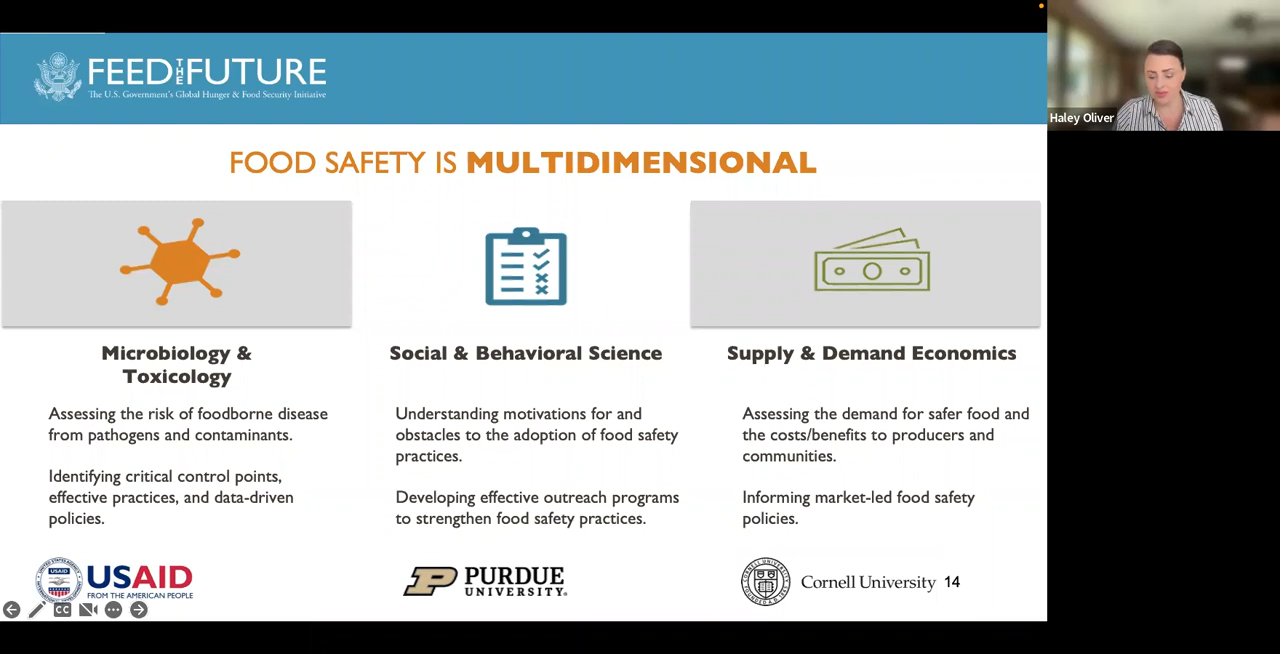 FEED THE FUTURE
The U.S. Government's Global Hunger & Food Security Initiative
Haley Oliver
FOOD SAFETY IS MULTIDIMENSIONAL
Microbiology &
Toxicology
Assessing the risk of foodborne disease
from pathogens and contaminants.
Identifying critical control points,
effective practices, and data-driven
policies.
Social & Behavioral Science
Understanding motivations for and
obstacles to the adoption of food safety
practices.
Developing effective outreach programs
to strengthen food safety practices.
Supply & Demand Economics
Assessing the demand for safer food and
the costs/benefits to producers and
communities.
Informing market-led food safety
policies.
USAID
USAID
FROM THE AMERICAN PEOPLE
P PURDUE
UNIVERSITY®
Cornell University 14
CC